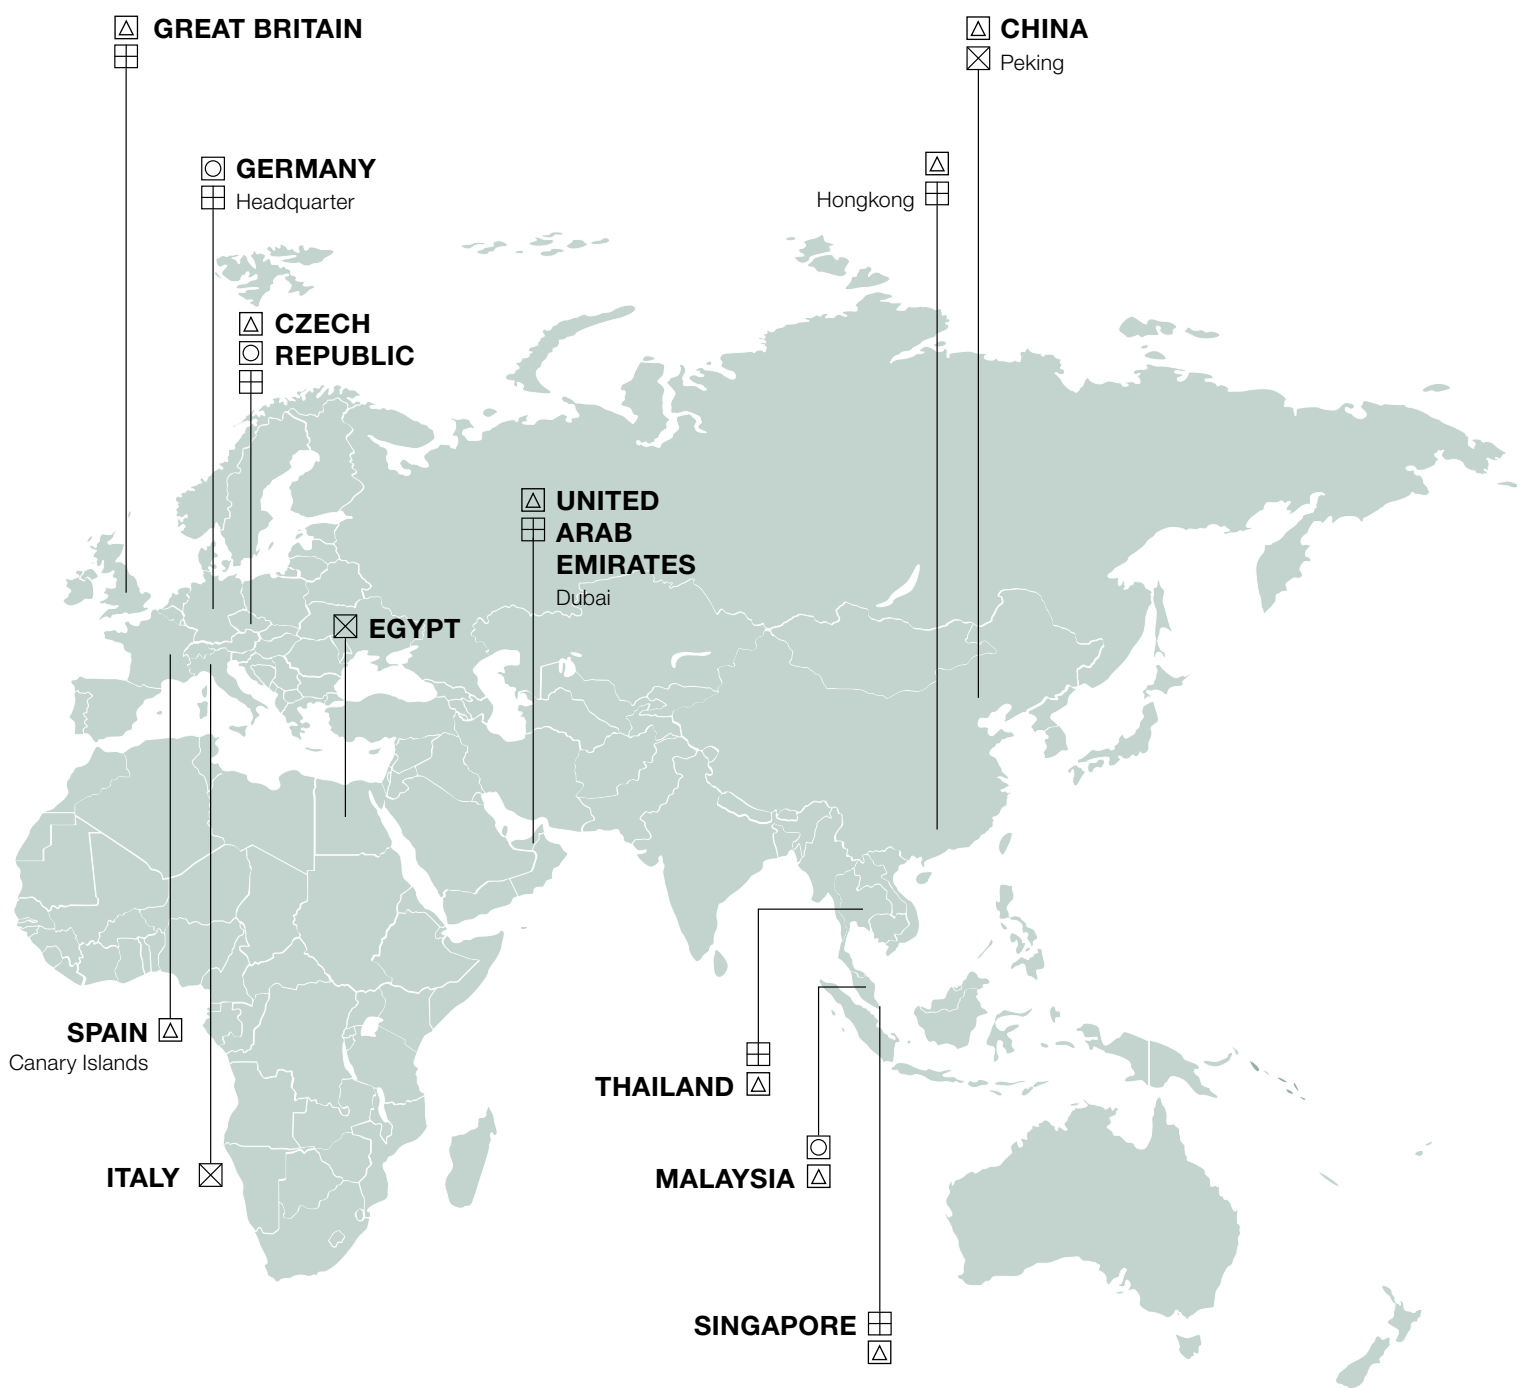 GREAT BRITAIN
CHINA
Peking
GERMANY
Headquarter
Hongkong
CZECH
REPUBLIC
UNITED
ARAB
EMIRATES
Dubai
EGYPT
SPAIN
Canary Islands
THAILAND
ITALY
MALAYSIA
SINGAPORE